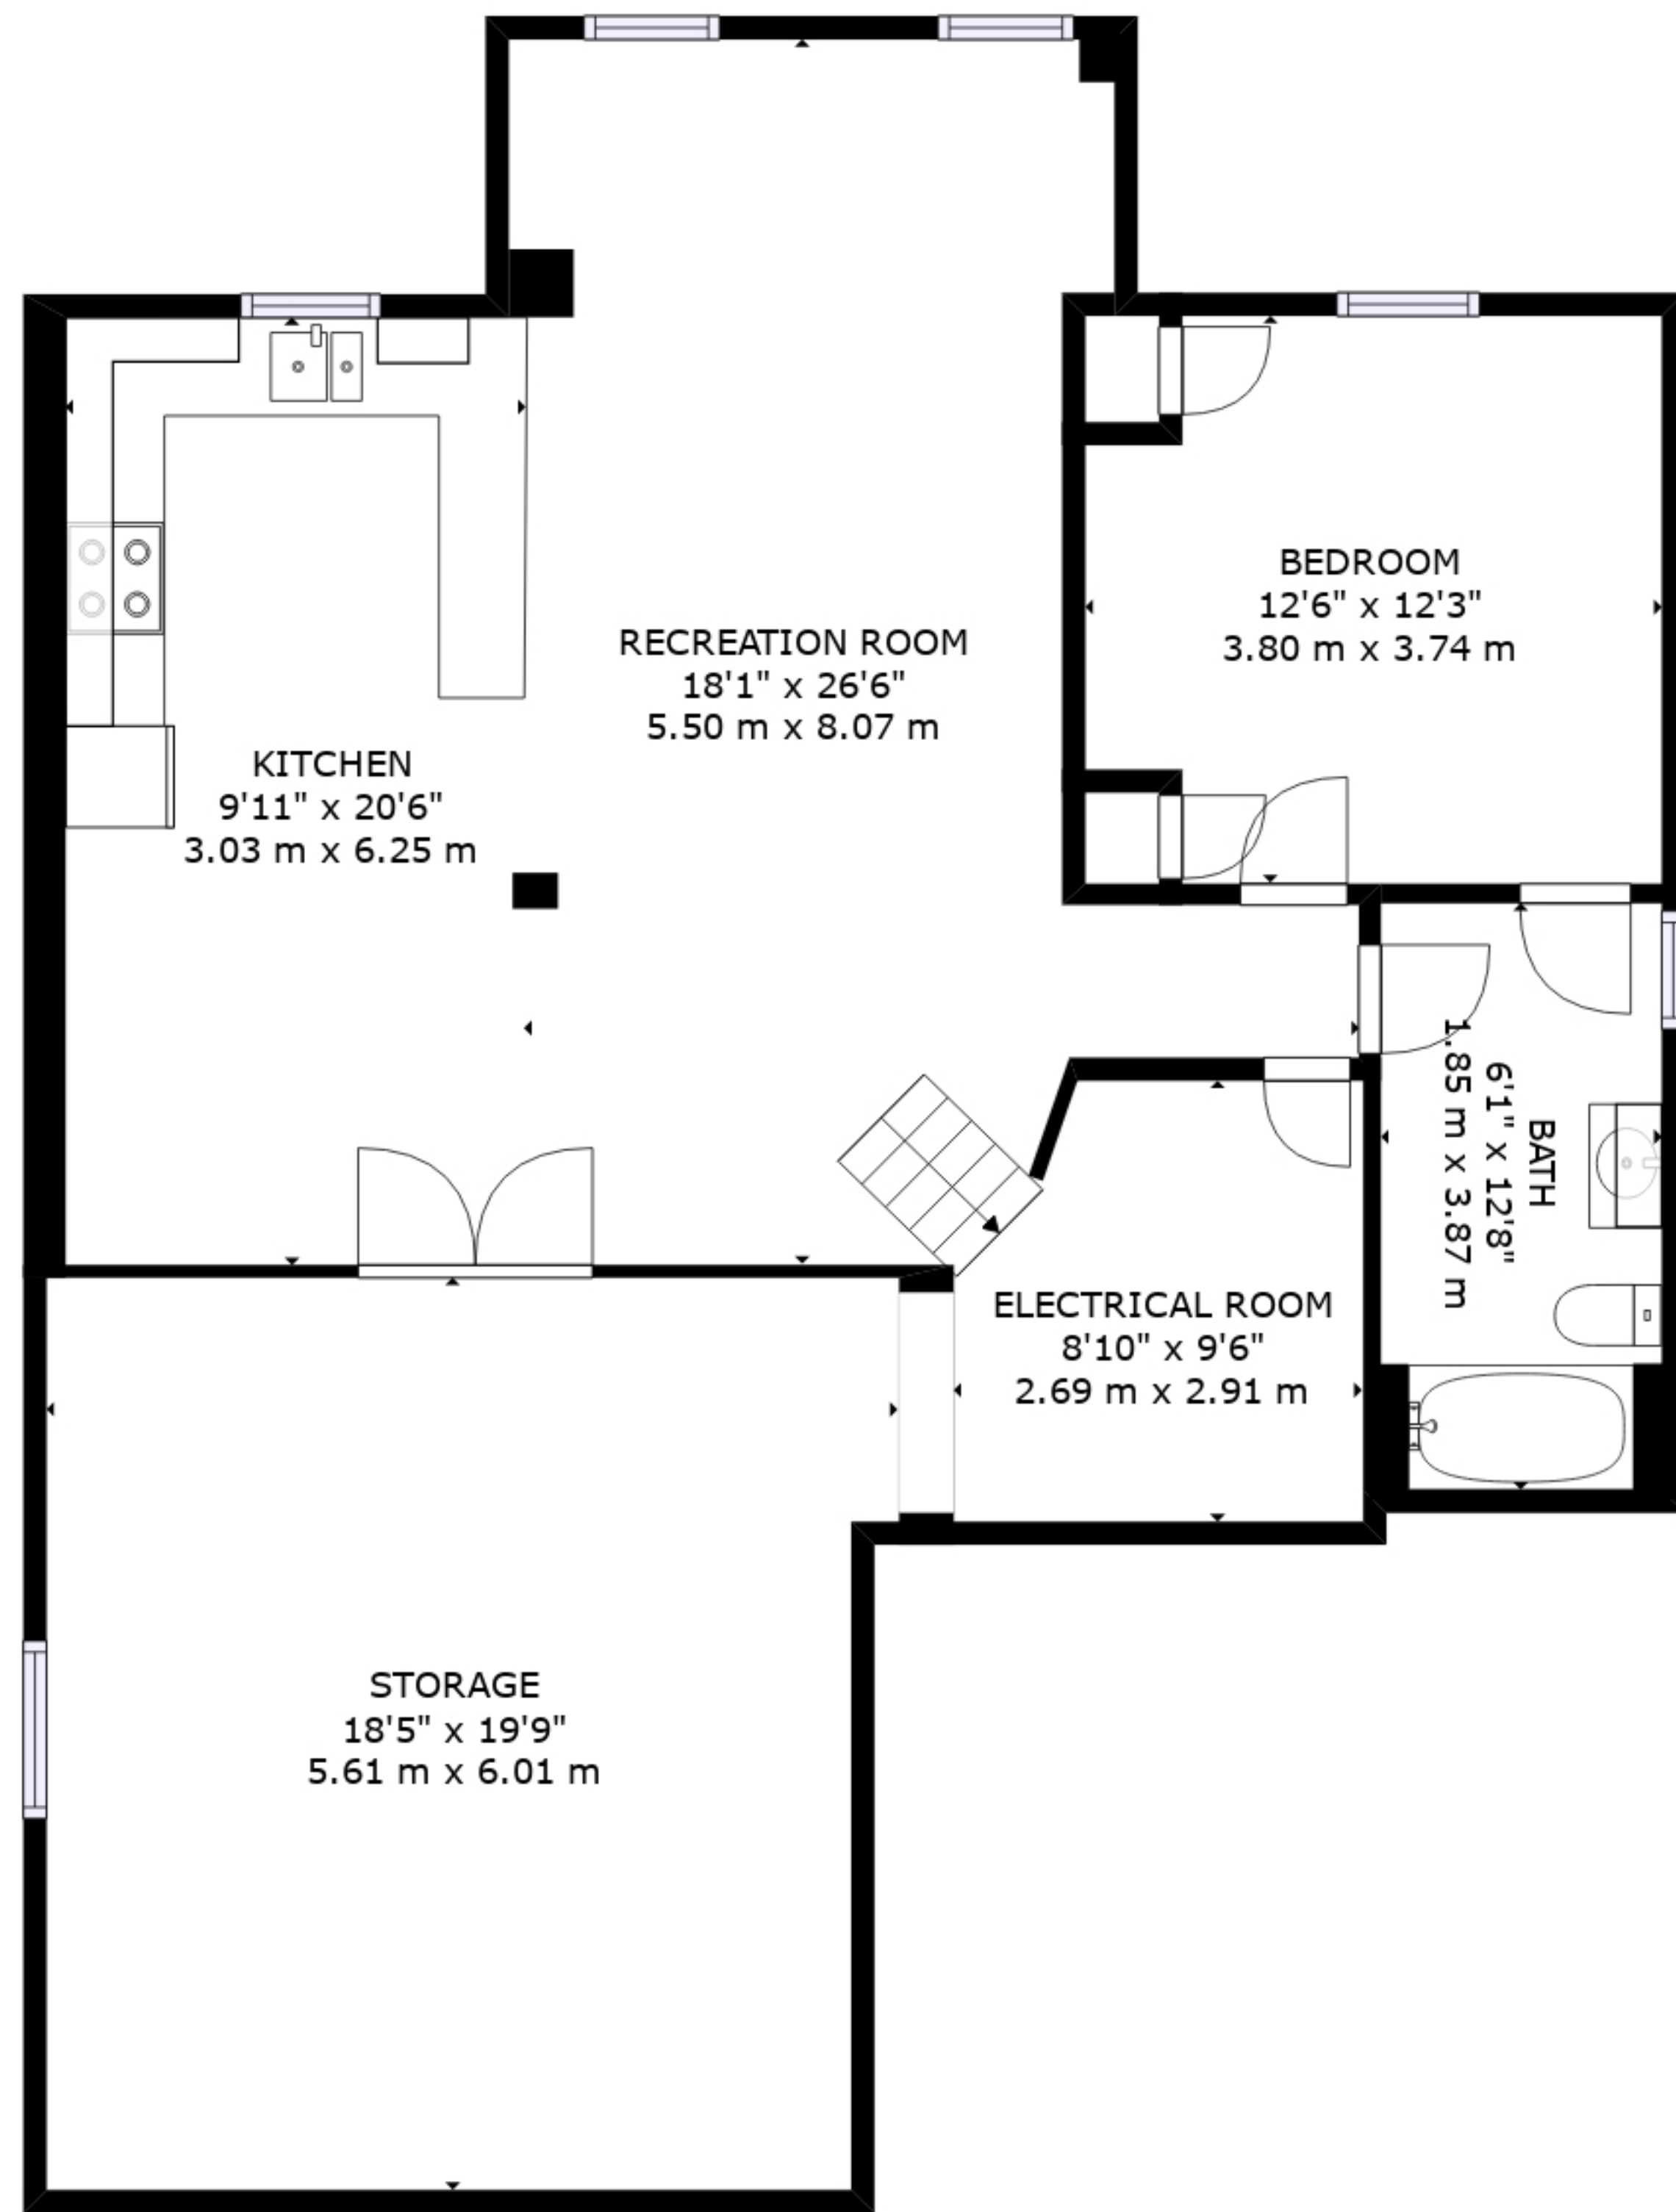 BEDROOM
12'6" x 12'3"
3.80 m x 3.74 m
RECREATION ROOM
18'1" x 26'6"
5.50 m x 8.07 m
KITCHEN
9'11" x 20'6"
3.03 m x 6.25 m
BATH
6'1" x 12'8"
1.85 m x 3.87 m
ELECTRICAL ROOM
8'10" x 9'6"
2.69 m x 2.91 m
STORAGE
18'5" x 19'9"
5.61 m x 6.01 m